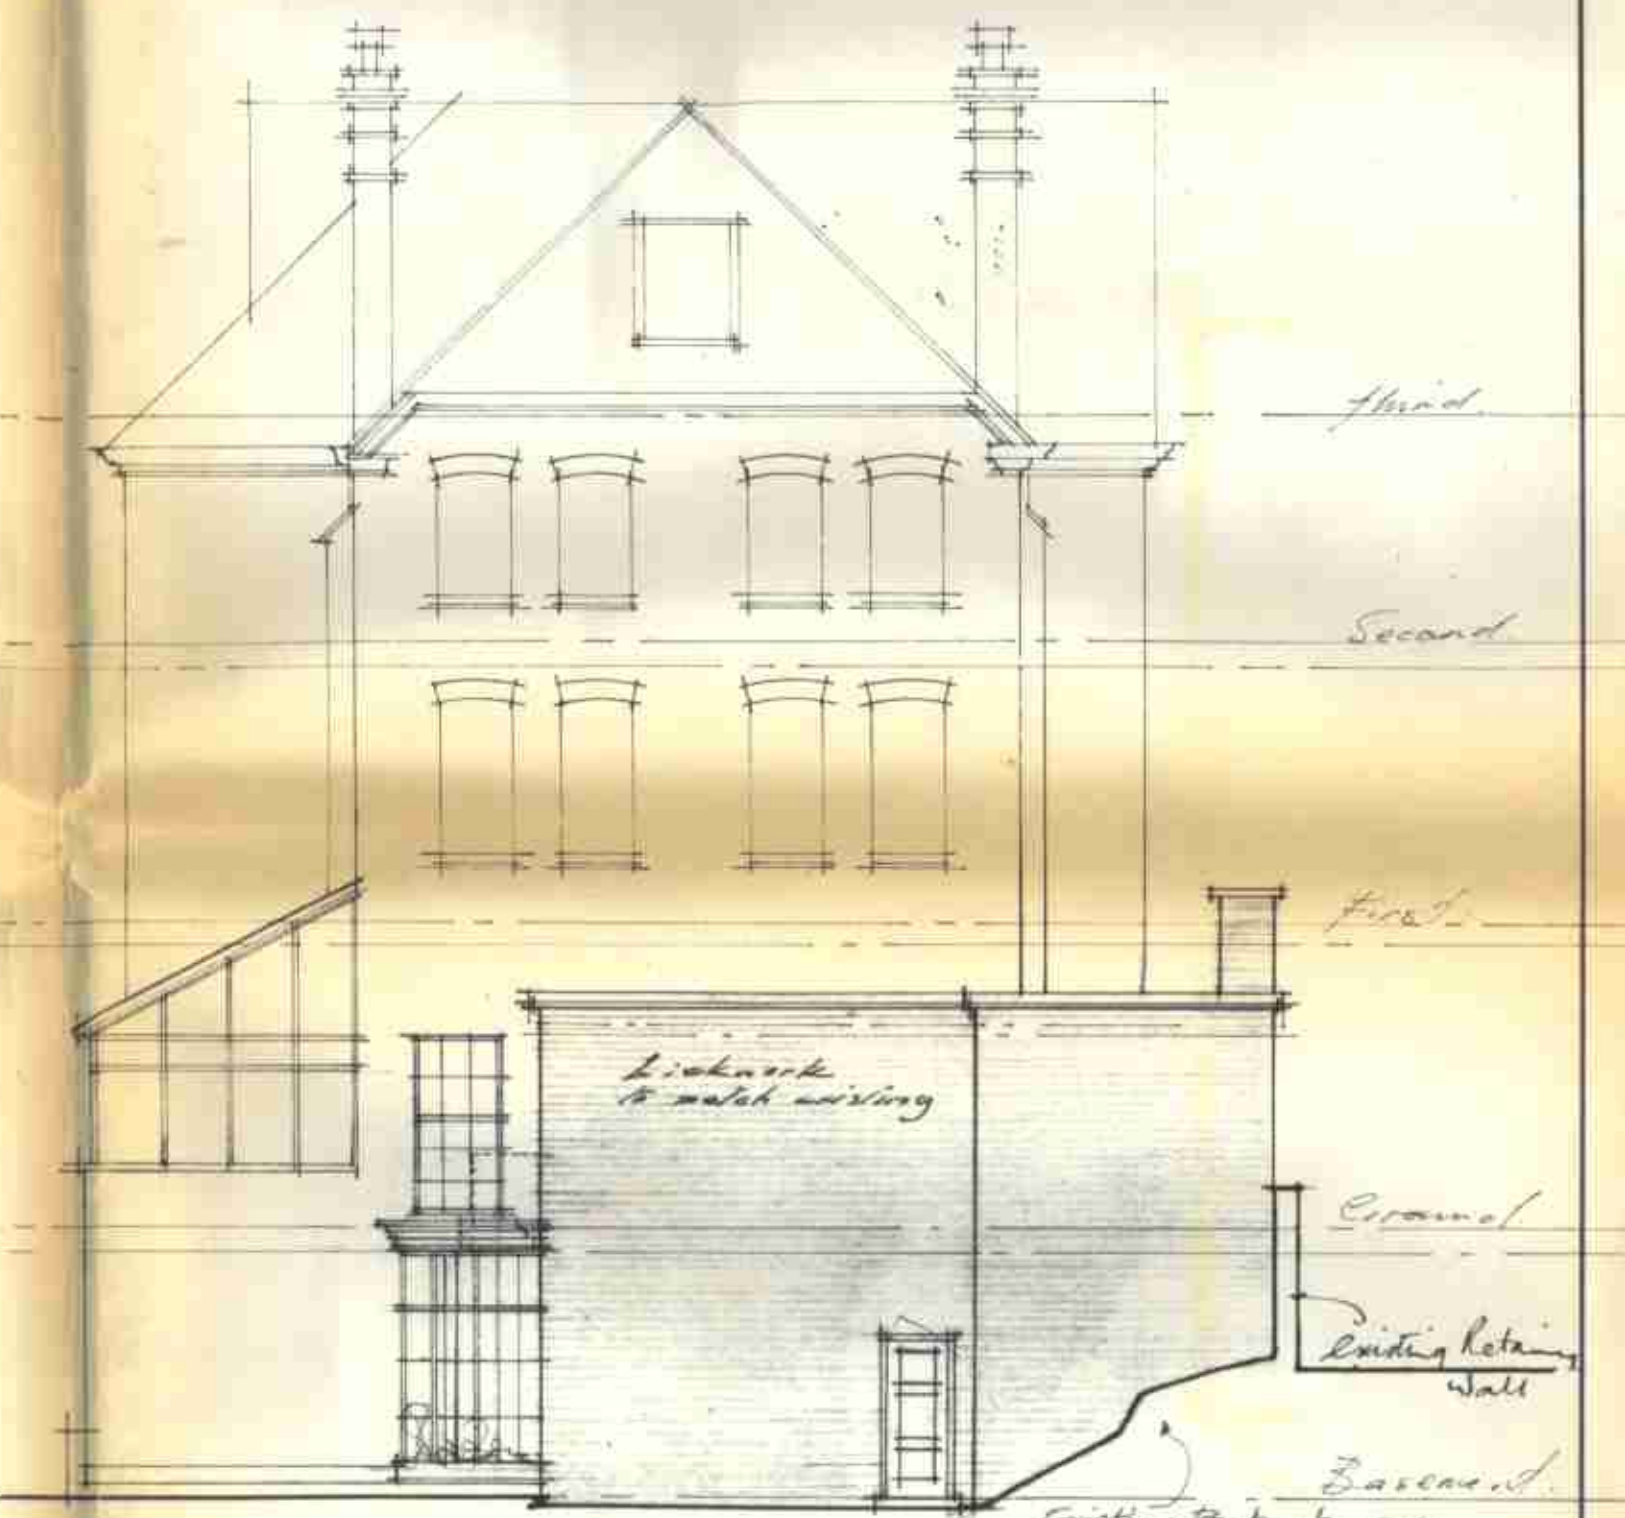 third.
Second
First.
Brickwork
to match existing
Ground
existing Retaining
Wall
Basement.